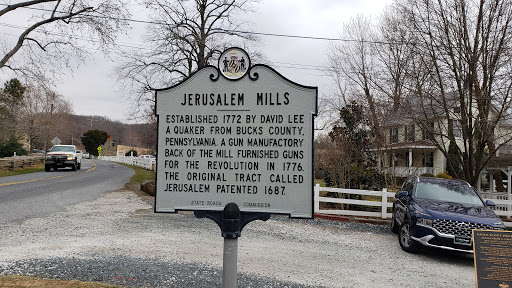 JERUSALEM MILLS
ESTABLISHED 1772 BY DAVID LEE
A QUAKER FROM BUCKS COUNTY,
PENNSYLVANIA. A GUN MANUFACTORY
BACK OF THE MILL FURNISHED GUNS
FOR THE REVOLUTION IN 1776.
THE ORIGINAL TRACT CALLED
JERUSALEM PATENTED 1687.
STATE ROADS COMMISSION